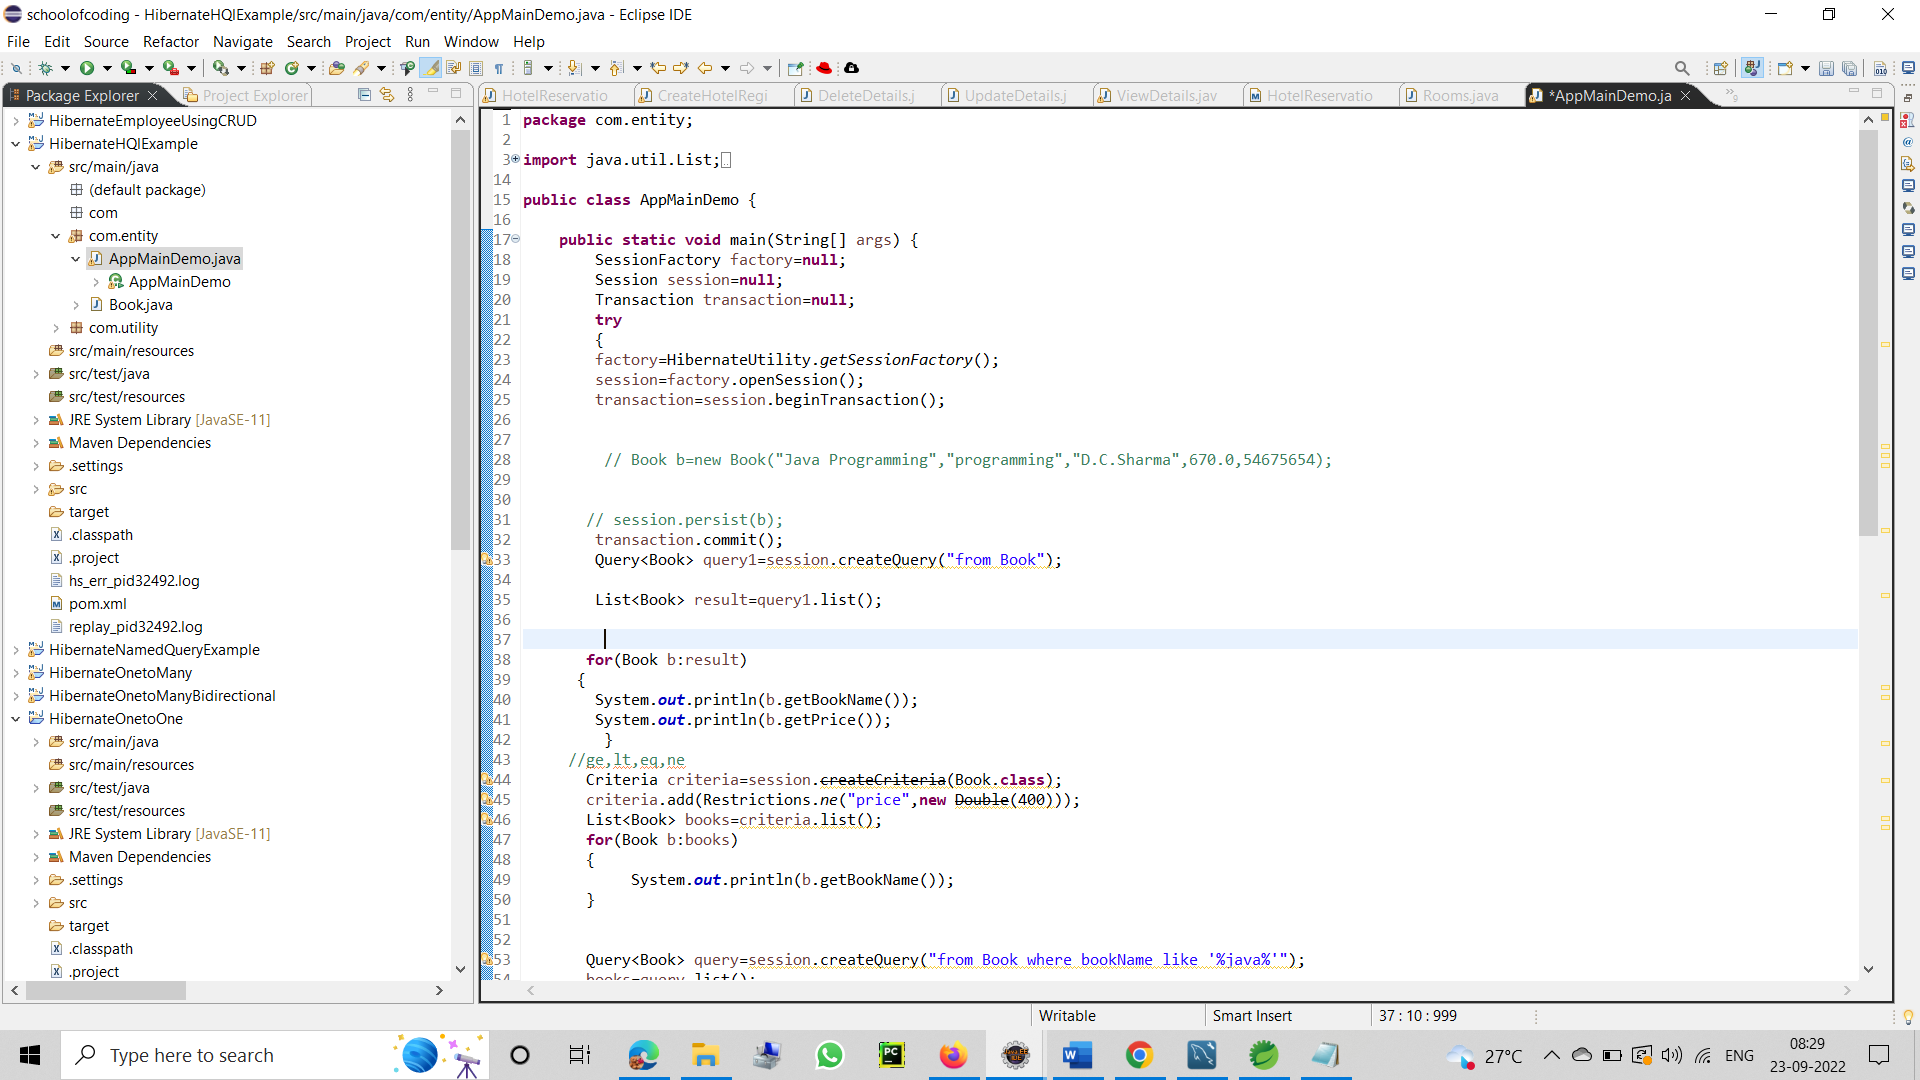 schoolofcoding - HibernateHQlExample/src/main/java/com/entity/AppMainDemo.java - Eclipse IDE
File Edit Source Refactor Navigate Search Project Run Window Help
Package Explorer Project Explorer
HotelReservatio CreateHotelRegi DeleteDetails.j UpdateDetails.j ViewDetails.jav HotelReservatio Rooms.java *AppMainDemo.ja
HibernateEmployeeUsingCRUD
HibernateHQlExample
src/main/java
(default package)
com
com.entity
AppMainDemo.java
AppMainDemo
Book.java
com.utility
src/main/resources
src/test/java
src/test/resources
JRE System Library [JavaSE-11]
Maven Dependencies
.settings
src
target
.classpath
.project
hs_err_pid32492.log
pom.xml
replay_pid32492.log
HibernateNamedQueryExample
HibernateOnetoMany
HibernateOnetoManyBidirectional
HibernateOnetoOne
src/main/java
src/main/resources
src/test/java
src/test/resources
JRE System Library [JavaSE-11]
Maven Dependencies
.settings
src
target
.classpath
.project
1 package com.entity;
2
3 import java.util.List;
14
15 public class AppMainDemo {
16
17 public static void main(String[] args) {
18 SessionFactory factory=null;
19 Session session=null;
20 Transaction transaction=null;
21 try
22 {
23 factory=HibernateUtility.getSessionFactory();
24 session=factory.openSession();
25 transaction=session.beginTransaction();
26
27
28 // Book b=new Book("Java Programming","programming","D.C.Sharma",670.0,54675654);
29
30
31 // session.persist(b);
32 transaction.commit();
33 Query<Book> query1=session.createQuery("from Book");
34
35 List<Book> result=query1.list();
36
37
38 for(Book b:result)
39 {
40 System.out.println(b.getBookName());
41 System.out.println(b.getPrice());
42 }
43 //ge,lt,eq,ne
44 Criteria criteria=session.createCriteria(Book.class);
45 criteria.add(Restrictions.ne("price",new Double(400)));
46 List<Book> books=criteria.list();
47 for(Book b:books)
48 {
49 System.out.println(b.getBookName());
50 }
51
52
53 Query<Book> query=session.createQuery("from Book where bookName like '%java%'");
54 books=query.list();
Writable Smart Insert 37 : 10 : 999
Type here to search
27°C ENG 08:29
23-09-2022